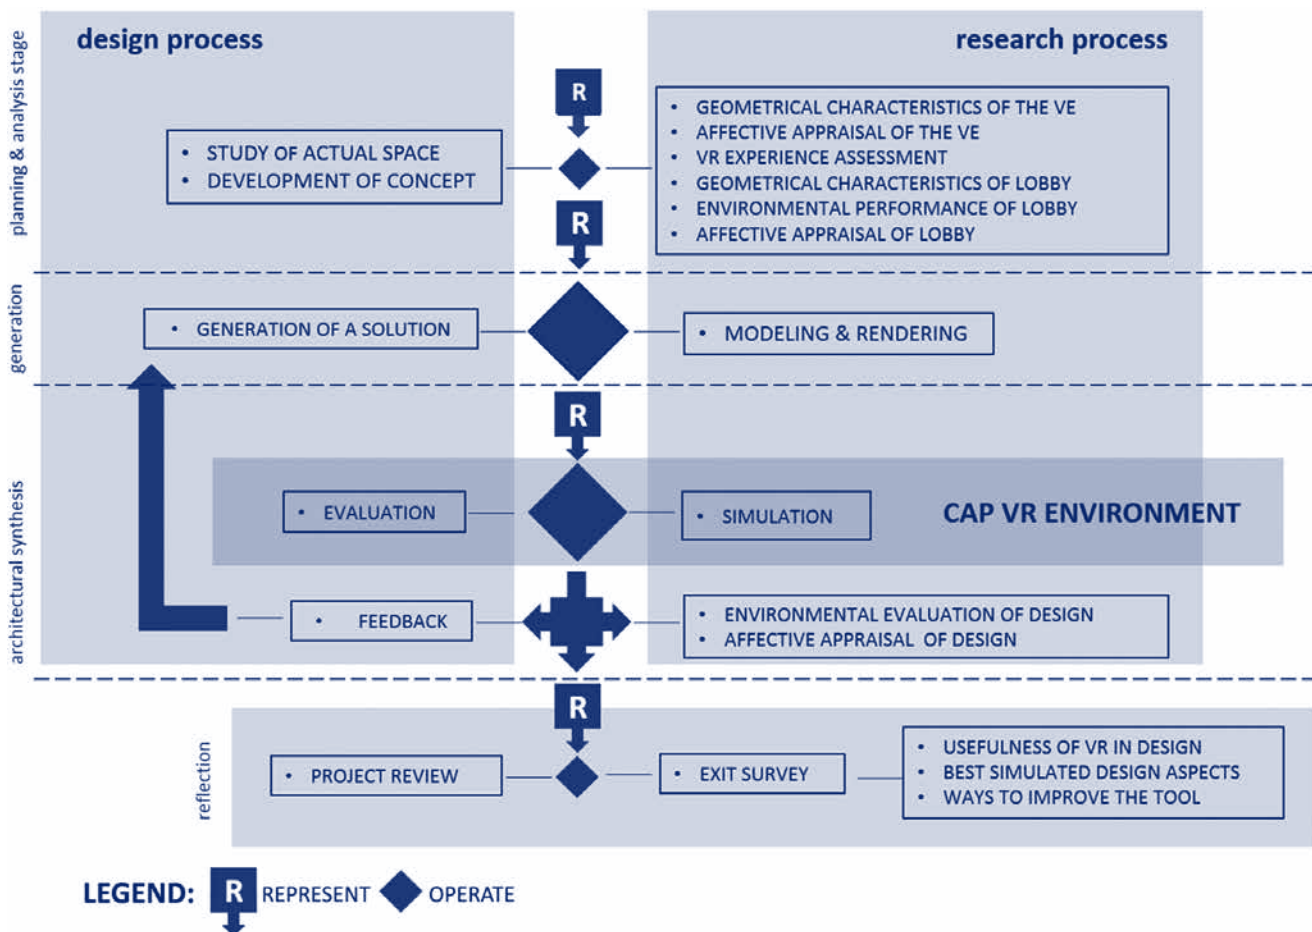 design process
research process
planning & analysis stage
R
• GEOMETRICAL CHARACTERISTICS OF THE VE
• AFFECTIVE APPRAISAL OF THE VE
• VR EXPERIENCE ASSESSMENT
• GEOMETRICAL CHARACTERISTICS OF LOBBY
• ENVIRONMENTAL PERFORMANCE OF LOBBY
• AFFECTIVE APPRAISAL OF LOBBY
• STUDY OF ACTUAL SPACE
• DEVELOPMENT OF CONCEPT
R
generation
• GENERATION OF A SOLUTION
• MODELING & RENDERING
R
architectural synthesis
• EVALUATION
• SIMULATION
CAP VR ENVIRONMENT
• FEEDBACK
• ENVIRONMENTAL EVALUATION OF DESIGN
• AFFECTIVE APPRAISAL OF DESIGN
R
reflection
• PROJECT REVIEW
• EXIT SURVEY
• USEFULNESS OF VR IN DESIGN
• BEST SIMULATED DESIGN ASPECTS
• WAYS TO IMPROVE THE TOOL
LEGEND: R REPRESENT OPERATE